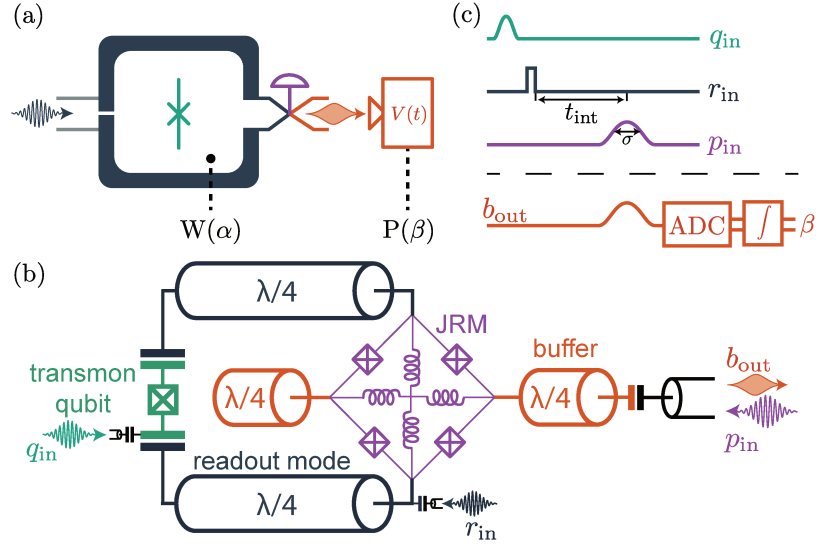 (a)
V(t)
W(α)
P(β)
(c)
q_in
r_in
t_int
p_in
σ
b_out
ADC
∫
β
(b)
λ/4
JRM
transmon
qubit
q_in
λ/4
buffer
λ/4
b_out
p_in
readout mode
λ/4
r_in